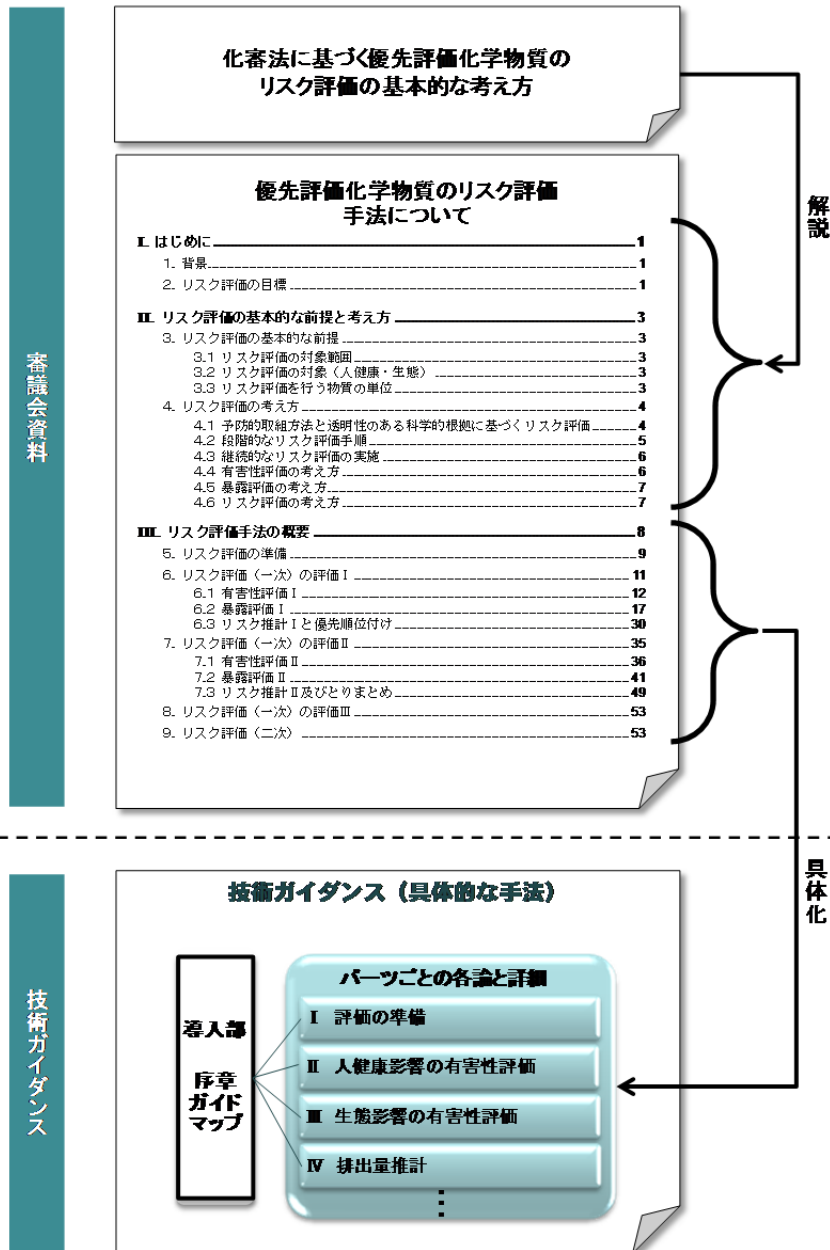 化審法に基づく優先評価化学物質の
リスク評価の基本的な考え方
優先評価化学物質のリスク評価
手法について
I. はじめに 1
1. 背景 1
2. リスク評価の目標 1
II. リスク評価の基本的な前提と考え方 3
3. リスク評価の基本的な前提 3
3.1 リスク評価の対象範囲 3
3.2 リスク評価の対象（人健康・生態） 3
3.3 リスク評価を行う物質の単位 3
4. リスク評価の考え方 4
4.1 予防的取組方法と透明性のある科学的根拠に基づくリスク評価 4
4.2 段階的なリスク評価手順 5
4.3 継続的なリスク評価の実施 6
4.4 有害性評価の考え方 6
4.5 暴露評価の考え方 7
4.6 リスク評価の考え方 7
III. リスク評価手法の概要 8
5. リスク評価の準備 9
6. リスク評価（一次）の評価Ⅰ 11
6.1 有害性評価Ⅰ 12
6.2 暴露評価Ⅰ 17
6.3 リスク推計Ⅰと優先順位付け 30
7. リスク評価（一次）の評価Ⅱ 35
7.1 有害性評価Ⅱ 36
7.2 暴露評価Ⅱ 41
7.3 リスク推計Ⅱ及びとりまとめ 49
8. リスク評価（一次）の評価Ⅲ 53
9. リスク評価（二次） 53
審議会資料
解説
具体化
技術ガイダンス
技術ガイダンス（具体的な手法）
導入部
序章
ガイド
マップ
パーツごとの各論と詳細
Ⅰ 評価の準備
Ⅱ 人健康影響の有害性評価
Ⅲ 生態影響の有害性評価
Ⅳ 排出量推計
⋮